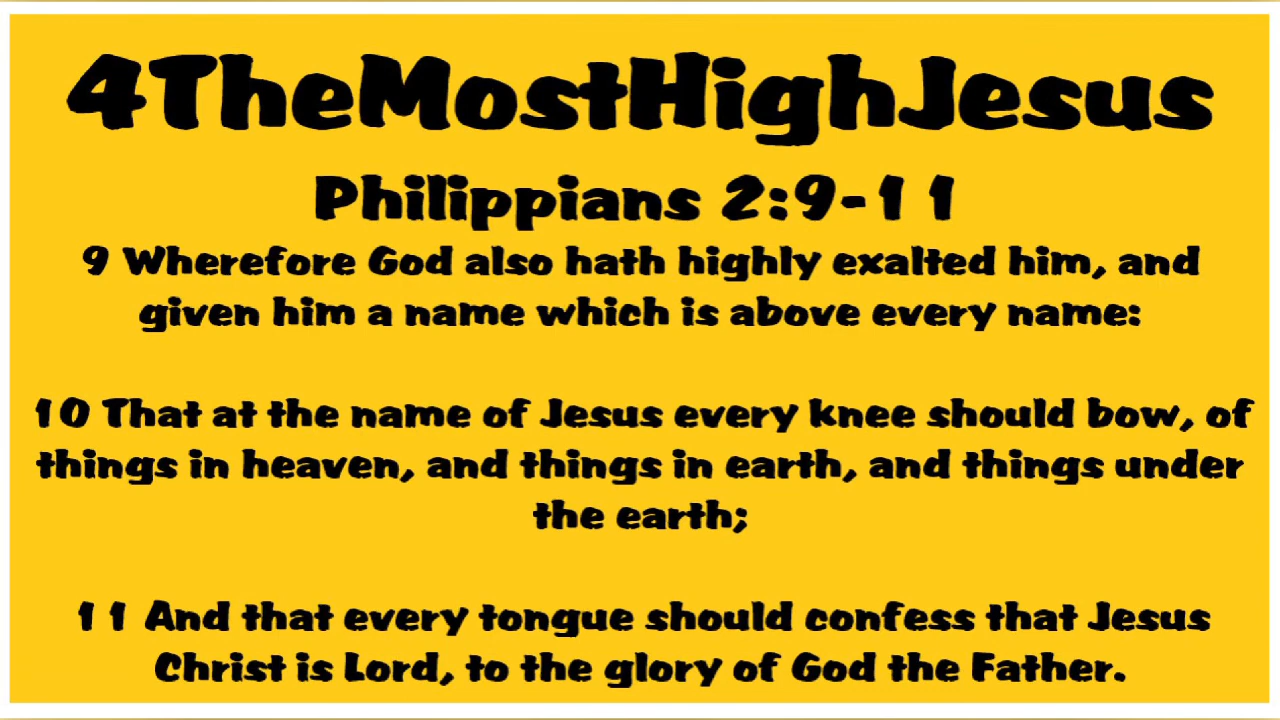 4TheMostHighJesus
Philippians 2:9-11
9 Wherefore God also hath highly exalted him, and
given him a name which is above every name:
10 That at the name of Jesus every knee should bow, of
things in heaven, and things in earth, and things under
the earth;
11 And that every tongue should confess that Jesus
Christ is Lord, to the glory of God the Father.